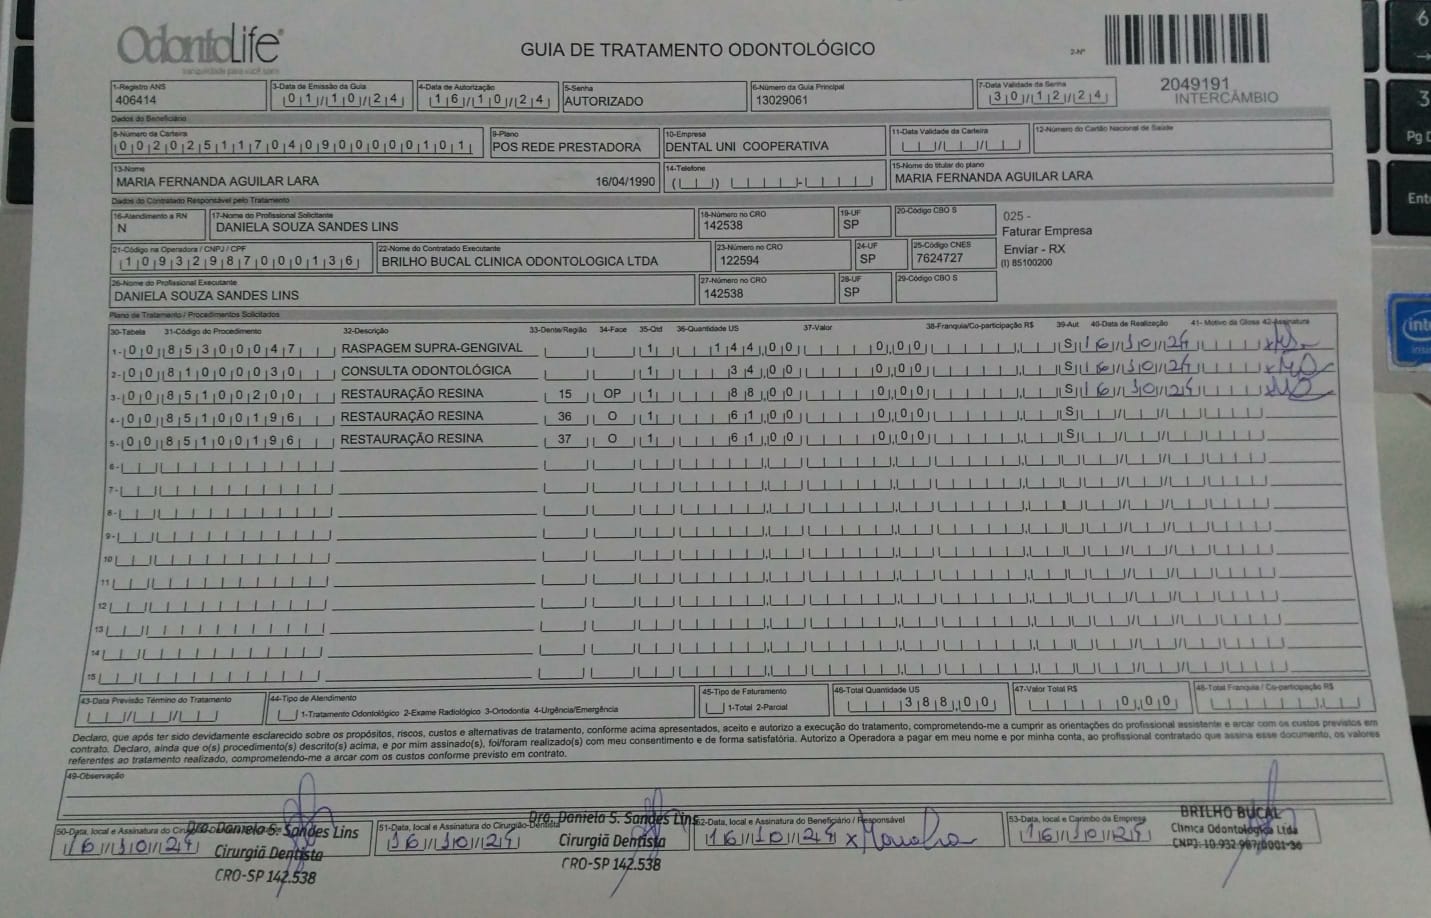 OdontoLife
tranquilidade para você sorrir
GUIA DE TRATAMENTO ODONTOLÓGICO
2-Nº
2049191
INTERCÂMBIO
1-Registro ANS 3-Data de Emissão da Guia 4-Data de Autorização 5-Senha 6-Número da Guia Principal 7-Data Validade da Senha
406414 01/10/24 16/10/24 AUTORIZADO 13029061 30/12/24
Dados do Beneficiário
8-Número da Carteira 9-Plano 10-Empresa 11-Data Validade da Carteira 12-Número do Cartão Nacional de Saúde
00202511704090000101 POS REDE PRESTADORA DENTAL UNI COOPERATIVA
13-Nome 14-Telefone 15-Nome do titular do plano
MARIA FERNANDA AGUILAR LARA 16/04/1990 MARIA FERNANDA AGUILAR LARA
Dados do Contratado Responsável pelo Tratamento
16-Atendimento a RN 17-Nome do Profissional Solicitante 18-Número no CRO 19-UF 20-Código CBO S
N DANIELA SOUZA SANDES LINS 142538 SP
025 -
Faturar Empresa
Enviar - RX
(I) 85100200
21-Código na Operadora / CNPJ / CPF 22-Nome do Contratado Executante 23-Número no CRO 24-UF 25-Código CNES
10932987000136 BRILHO BUCAL CLINICA ODONTOLOGICA LTDA 122594 SP 7624727
26-Nome do Profissional Executante 27-Número no CRO 28-UF 29-Código CBO S
DANIELA SOUZA SANDES LINS 142538 SP
Plano de Tratamento / Procedimentos Solicitados
30-Tabela 31-Código do Procedimento 32-Descrição 33-Dente/Região 34-Face 35-Qtd 36-Quantidade US 37-Valor 38-Franquia/Co-participação R$ 39-Aut 40-Data de Realização 41- Motivo da Glosa 42-Assinatura
1- 00 85300047 RASPAGEM SUPRA-GENGIVAL 1 144,00 0,00 S 16/10/24
2- 00 81000030 CONSULTA ODONTOLÓGICA 1 34,00 0,00 S 16/10/24
3- 00 85100200 RESTAURAÇÃO RESINA 15 OP 1 88,00 0,00 S 16/10/24
4- 00 85100196 RESTAURAÇÃO RESINA 36 O 1 61,00 0,00 S
5- 00 85100196 RESTAURAÇÃO RESINA 37 O 1 61,00 0,00 S
6-
7-
8-
9-
10
11
12
13
14
15
43-Data Previsão Término do Tratamento 44-Tipo de Atendimento 45-Tipo de Faturamento 46-Total Quantidade US 47-Valor Total R$ 48-Total Franquia / Co-participação R$
1-Tratamento Odontológico 2-Exame Radiológico 3-Ortodontia 4-Urgência/Emergência 1-Total 2-Parcial 388,00 0,00
Declaro, que após ter sido devidamente esclarecido sobre os propósitos, riscos, custos e alternativas de tratamento, conforme acima apresentados, aceito e autorizo a execução do tratamento, comprometendo-me a cumprir as orientações do profissional assistente e arcar com os custos previstos em
contrato. Declaro, ainda que o(s) procedimento(s) descrito(s) acima, e por mim assinado(s), foi/foram realizado(s) com meu consentimento e de forma satisfatória. Autorizo a Operadora a pagar em meu nome e por minha conta, ao profissional contratado que assina esse documento, os valores
referentes ao tratamento realizado, comprometendo-me a arcar com os custos conforme previsto em contrato.
49-Observação
50-Data, local e Assinatura do 51-Data, local e Assinatura do Cirurgião-Dentista 52-Data, local e Assinatura do Beneficiário / Responsável 53-Data, local e Carimbo da Empresa
16/10/24 16/10/24 16/10/24 16/10/24
Dra. Daniela S. Sandes Lins
Cirurgiã Dentista
CRO-SP 142.538
Dra. Daniela S. Sandes Lins
Cirurgiã Dentista
CRO-SP 142.538
BRILHO BUCAL
Clinica Odontológica Ltda
CNPJ: 10.932.987/0001-36
6
3
Pg D
Ent
inte